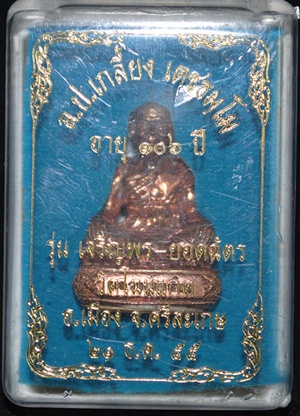 ล.ป.เกลี้ยง เตชธมฺโม
อายุ ๑๐๖ ปี
รุ่น เจริญพร-ยอดฉัตร
อ.เมือง จ.ศรีสะเกษ
๒๑ ธ.ค. ๕๕